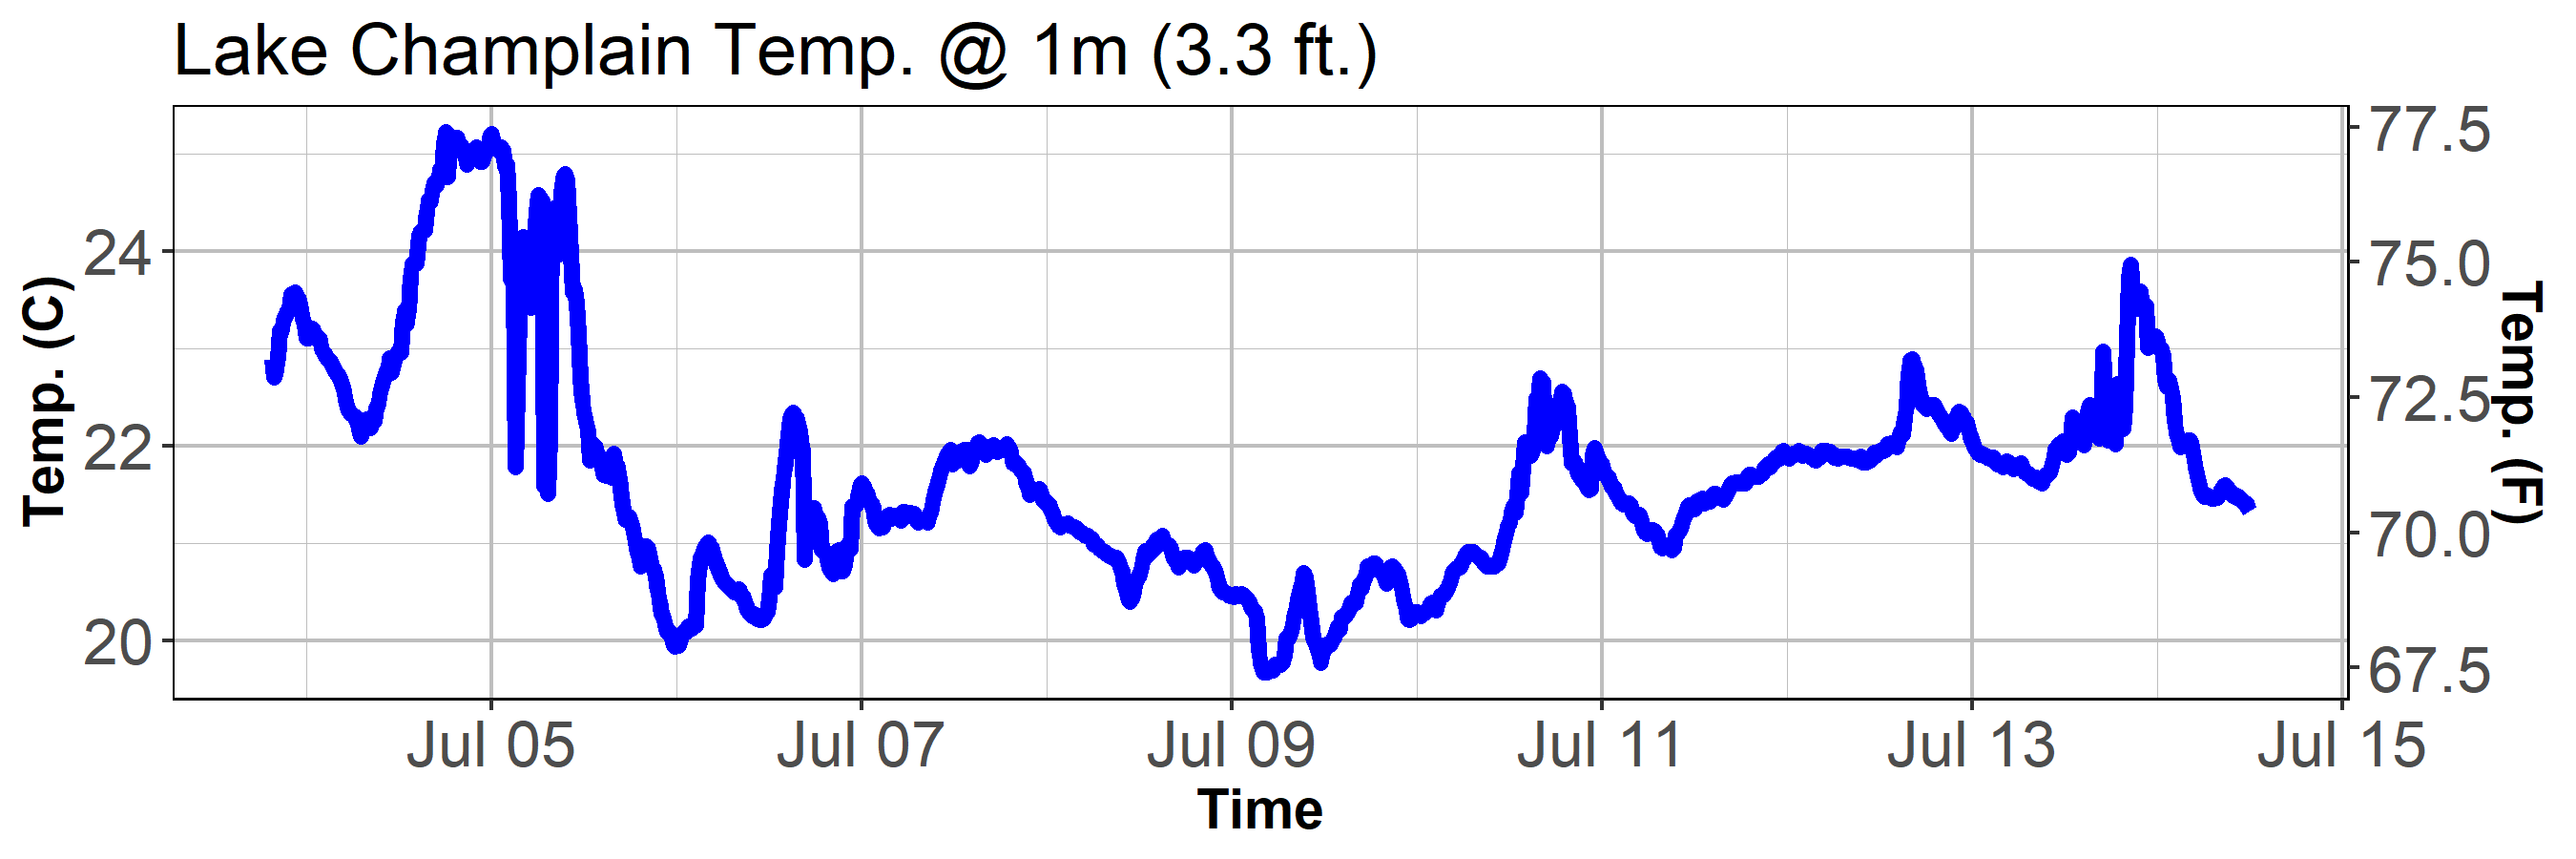 Lake Champlain Temp. @ 1m (3.3 ft.)
77.5
24
75.0
Temp. (C)
Temp. (F)
72.5
22
70.0
20
67.5
Jul 05 Jul 07 Jul 09 Jul 11 Jul 13 Jul 15
Time